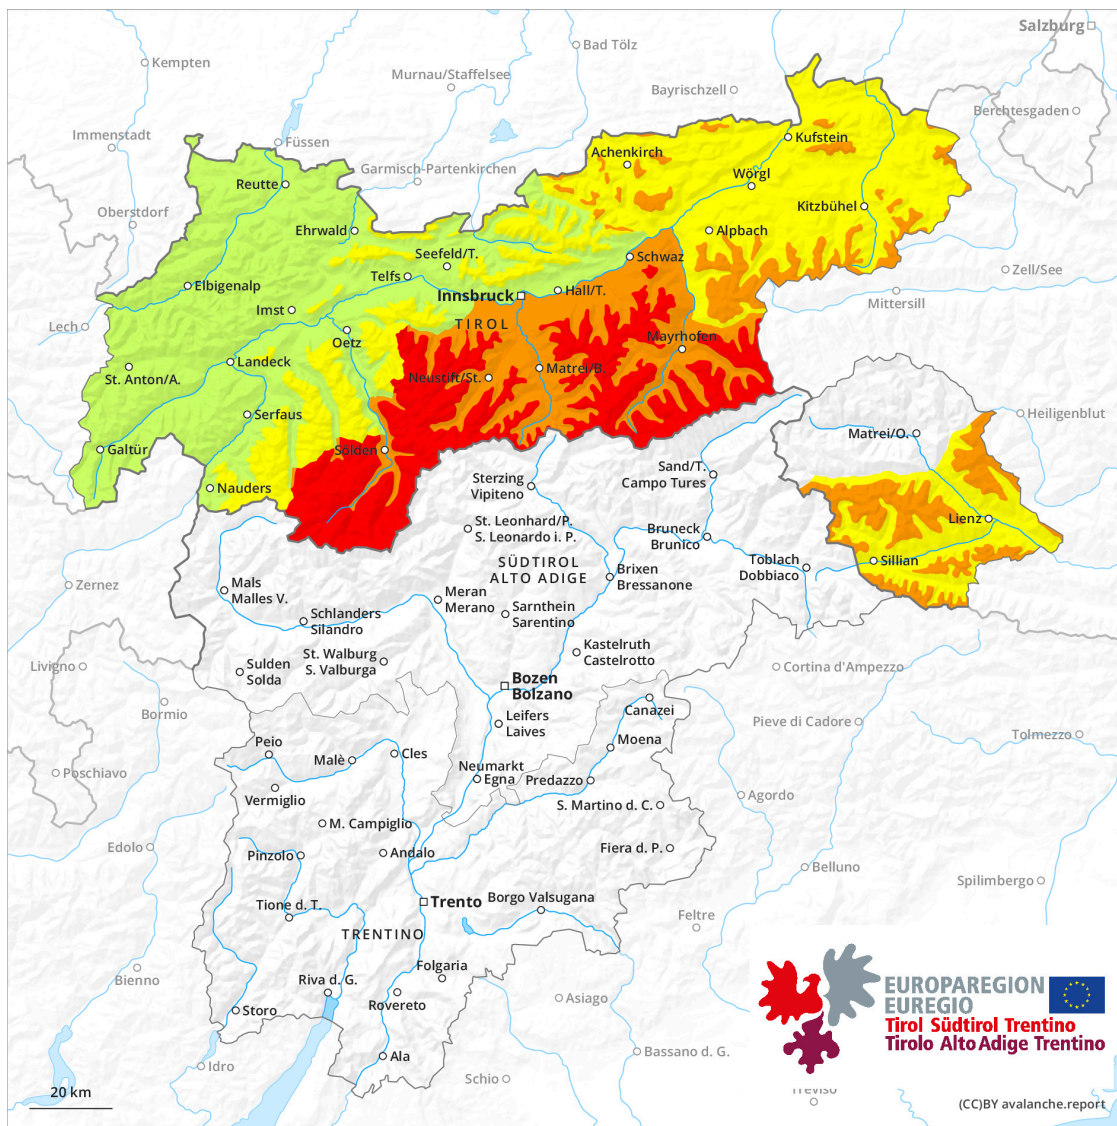 Salzburg
Bad Tölz
Kempten
Murnau/Staffelsee
Bayrischzell
Berchtesgaden
Immenstadt
Füssen
Kufstein
Achenkirch
Garmisch-Partenkirchen
Wörgl
Reutte
Oberstdorf
Kitzbühel
Ehrwald
Alpbach
Seefeld/T.
Schwaz
Zell/See
Telfs
Elbigenalp
Hall/T.
Innsbruck
Mittersill
Imst
TIROL
Lech
Mayrhofen
Oetz
Landeck
Matrei/B.
St. Anton/A.
Neustift/St.
Serfaus
Heiligenblut
Matrei/O.
Galtür
Sölden
Sand/T.
Campo Tures
Sterzing
Vipiteno
Nauders
St. Leonhard/P.
S. Leonardo i. P.
Lienz
Bruneck
Brunico
SÜDTIROL
ALTO ADIGE
Toblach
Dobbiaco
Sillian
Brixen
Bressanone
Zernez
Mals
Malles V.
Meran
Merano
Sarnthein
Sarentino
Schlanders
Silandro
Kastelruth
Castelrotto
St. Walburg
S. Valburga
Livigno
Sulden
Solda
Cortina d'Ampezzo
Bozen
Bolzano
Bormio
Canazei
Leifers
Laives
Pieve di Cadore
Tolmezzo
Peio
Moena
Cles
Malè
Poschiavo
Neumarkt
Egna
Predazzo
Vermiglio
Agordo
S. Martino d. C.
M. Campiglio
Edolo
Pinzolo
Andalo
Fiera d. P.
Belluno
Spilimbergo
Trento
Borgo Valsugana
Tione d. T.
Feltre
TRENTINO
Folgaria
Bienno
Riva d. G.
EUROPAREGION
EUREGIO
Tirol Südtirol Trentino
Tirolo Alto Adige Trentino
Asiago
Rovereto
Storo
Ala
Bassano d. G.
Idro
Schio
Treviso
20 km
(CC)BY avalanche.report